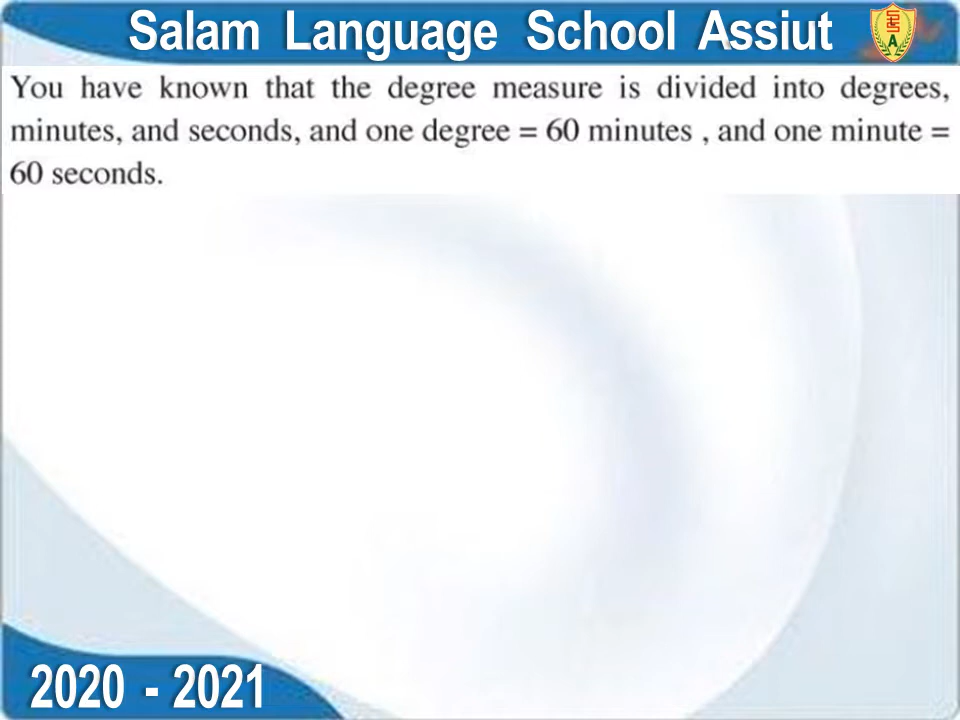 Salam Language School Assiut
You have known that the degree measure is divided into degrees,
minutes, and seconds, and one degree = 60 minutes , and one minute =
60 seconds.
2020 - 2021